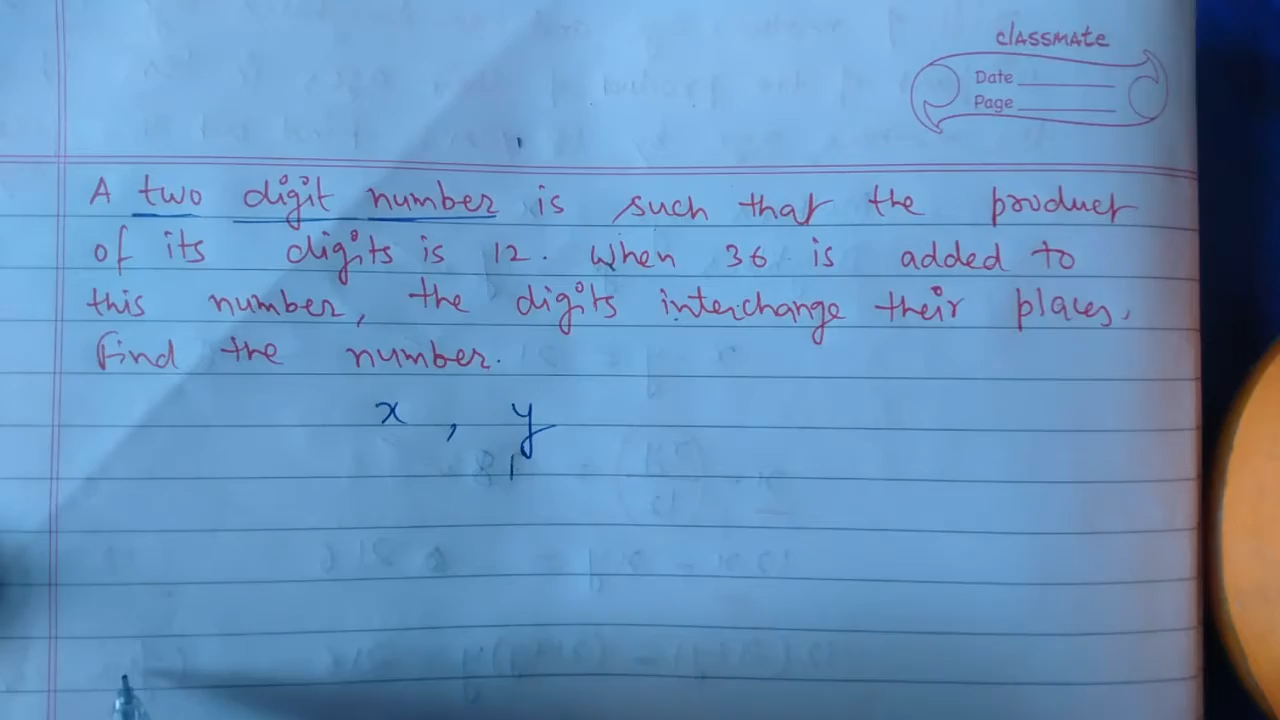 classmate
Date
Page
A two digit number is such that the product
of its digits is 12. When 36 is added to
this number, the digits interchange their places.
Find the number.
x , y